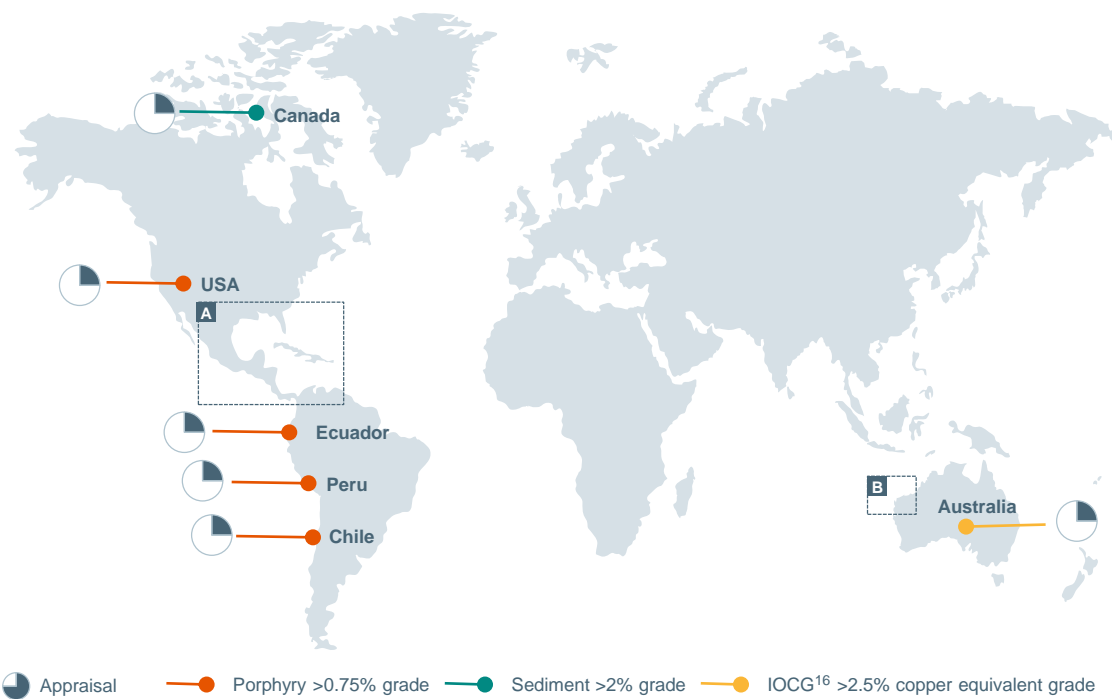 Canada
USA
A
Ecuador
Peru
B
Australia
Chile
Appraisal
Porphyry >0.75% grade
Sediment >2% grade
IOCG16 >2.5% copper equivalent grade